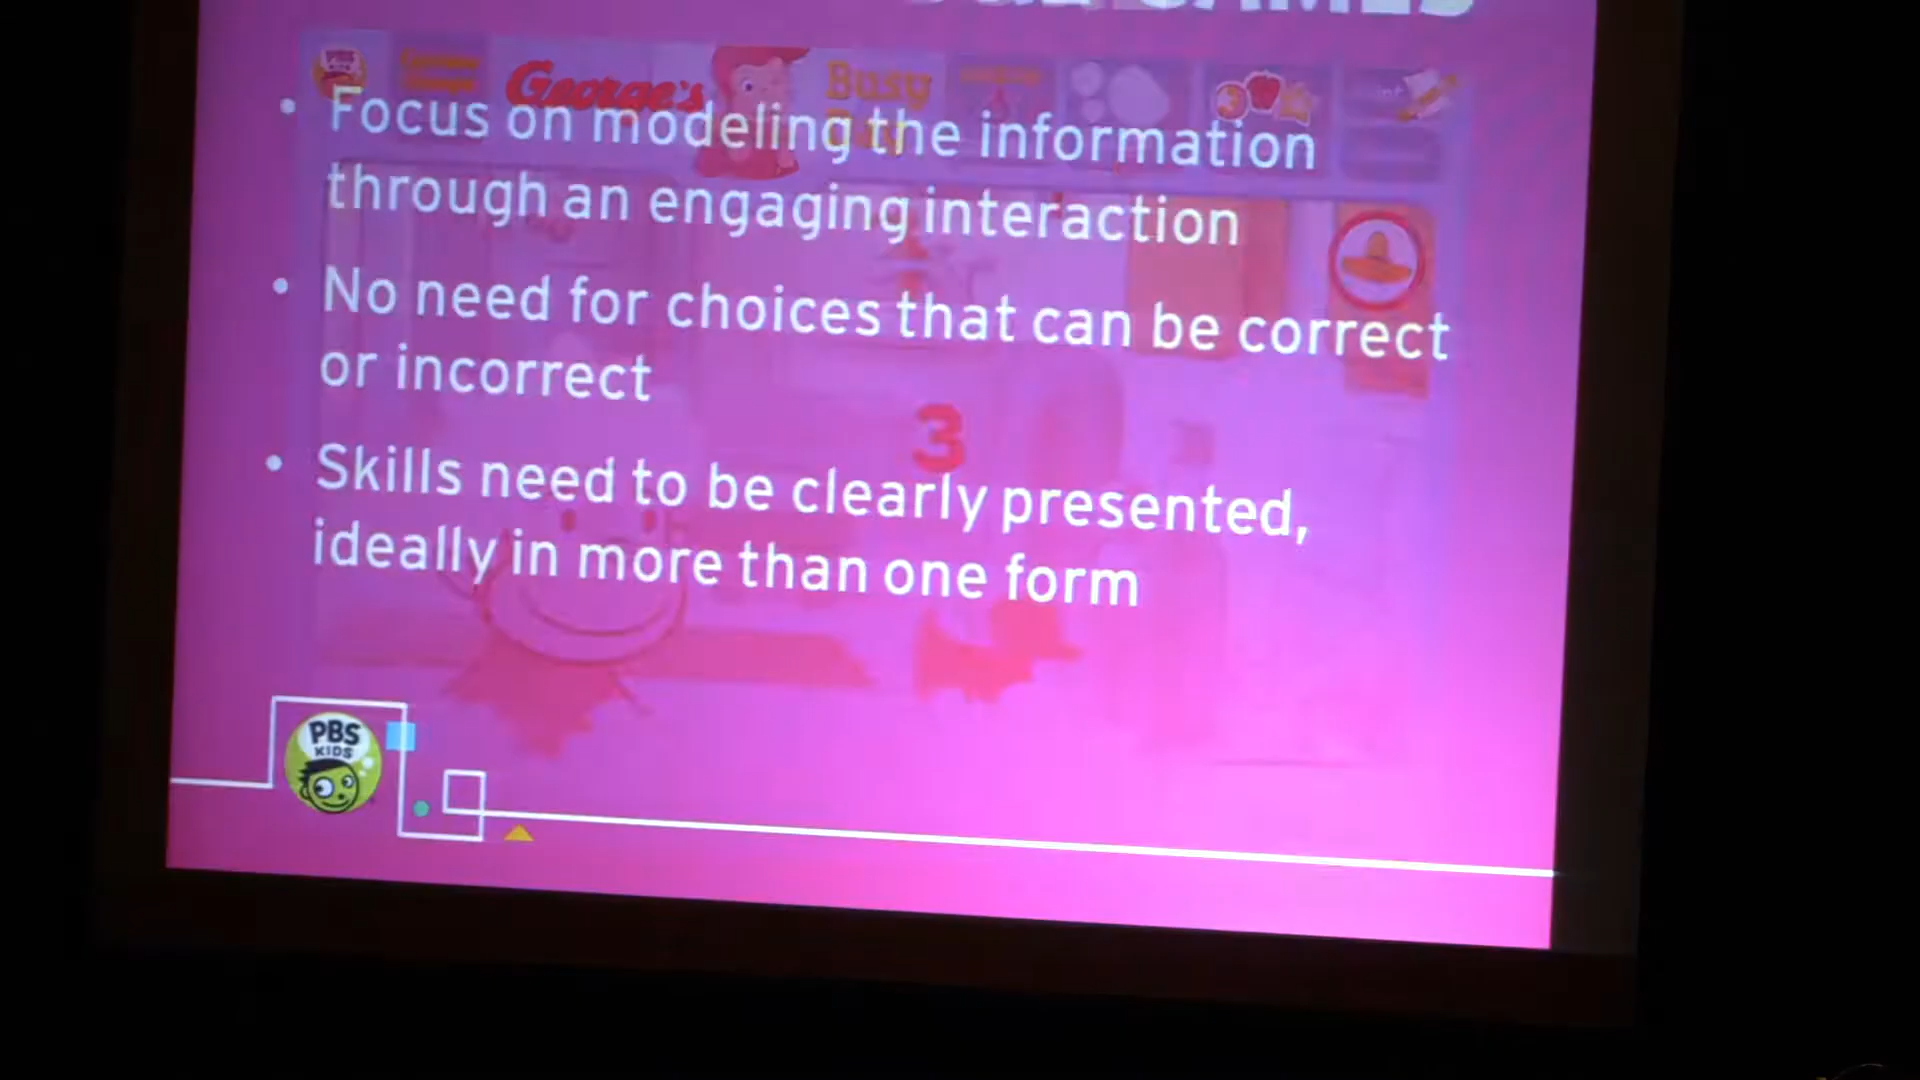 GAMES
George's
Busy
• Focus on modeling the information
through an engaging interaction
• No need for choices that can be correct
or incorrect
3
• Skills need to be clearly presented,
ideally in more than one form
PBS
KIDS